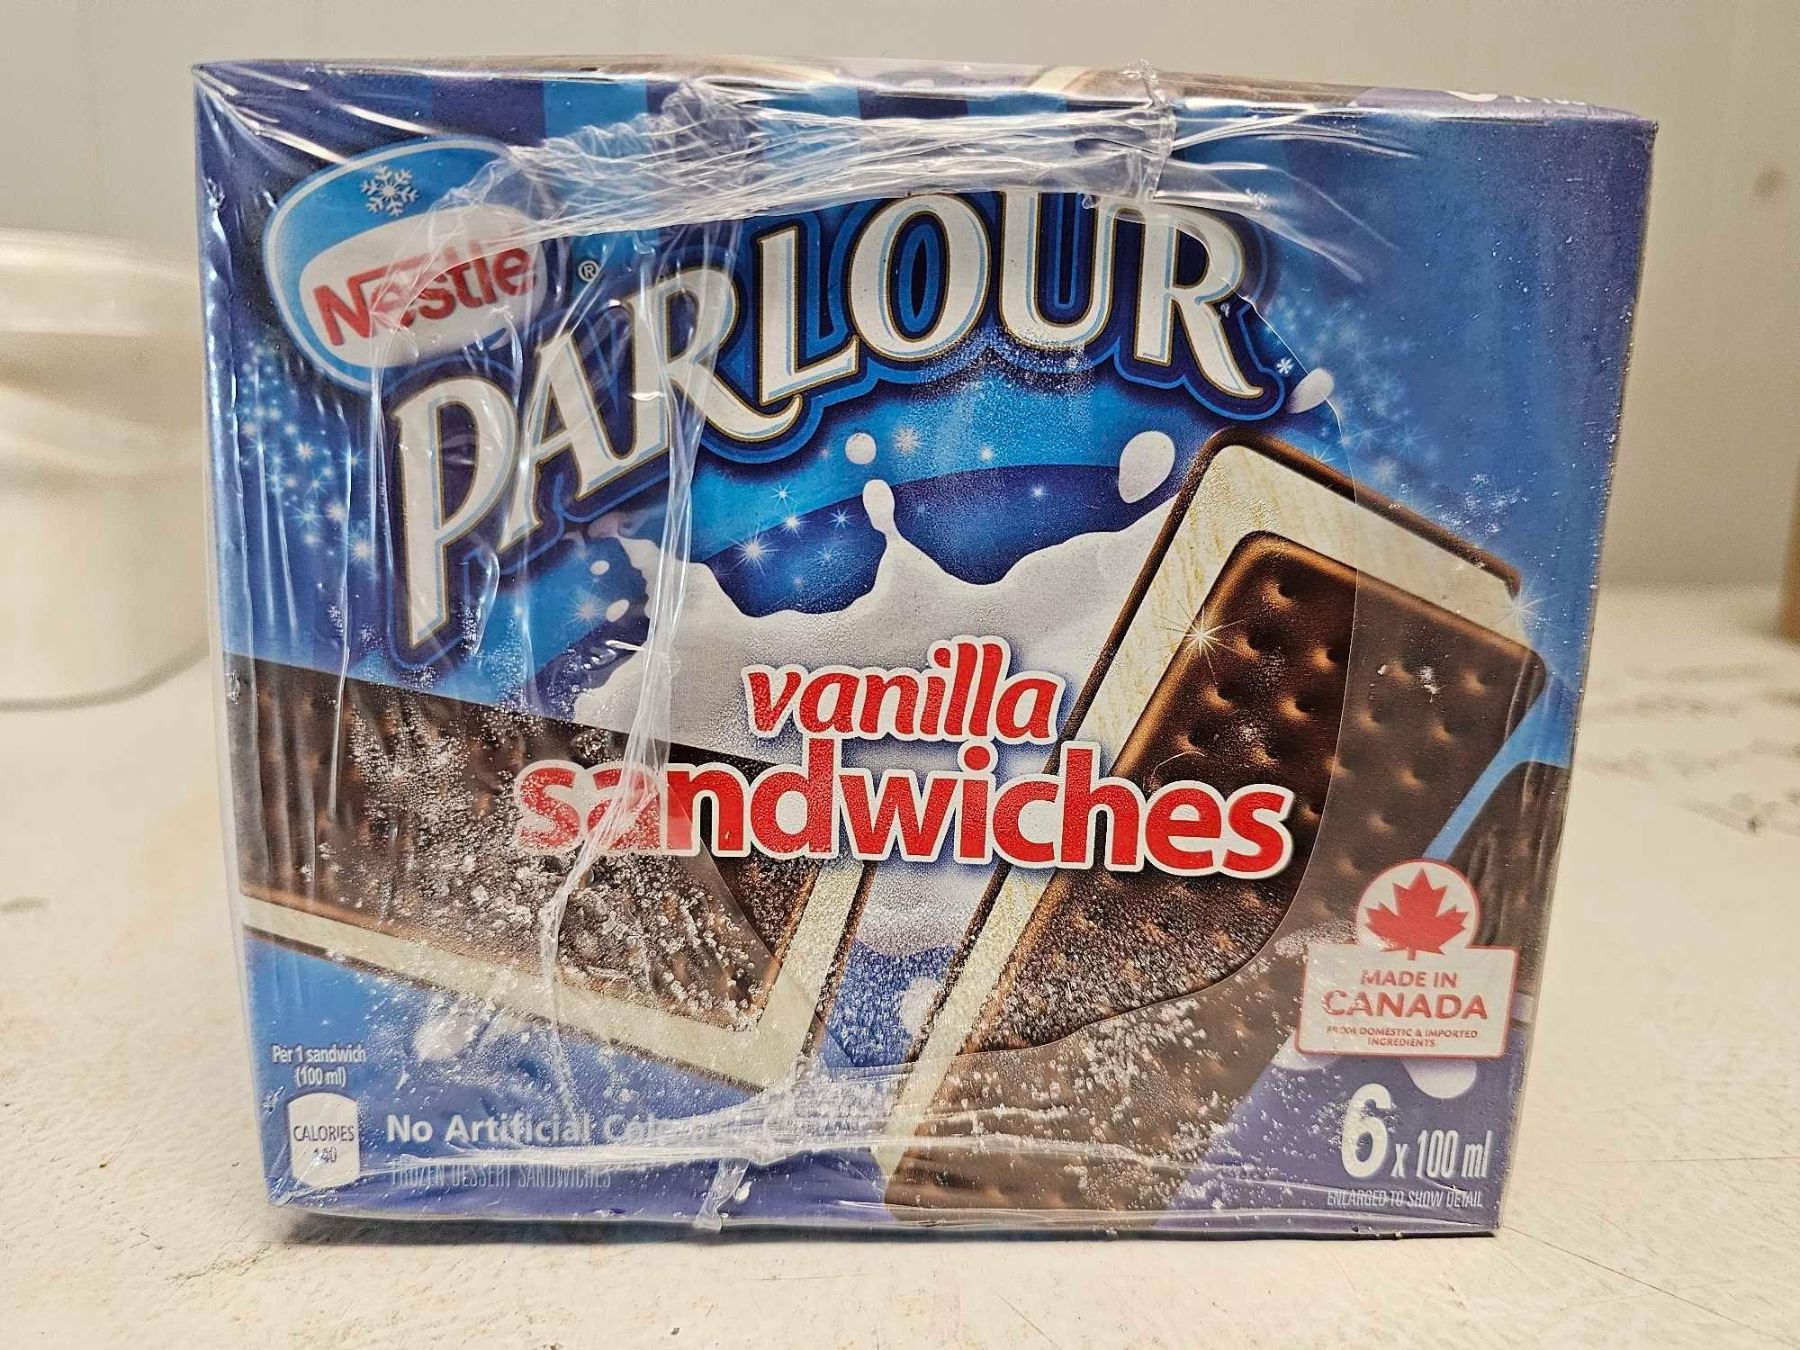 Nestlé ®
PARLOUR
vanilla
sandwiches
MADE IN
CANADA
FROM DOMESTIC & IMPORTED
INGREDIENTS
Per 1 sandwich
(100 ml)
CALORIES
140
No Artificial
FROZEN DESSERT SANDWICHES
6 x 100 ml
ENLARGED TO SHOW DETAIL